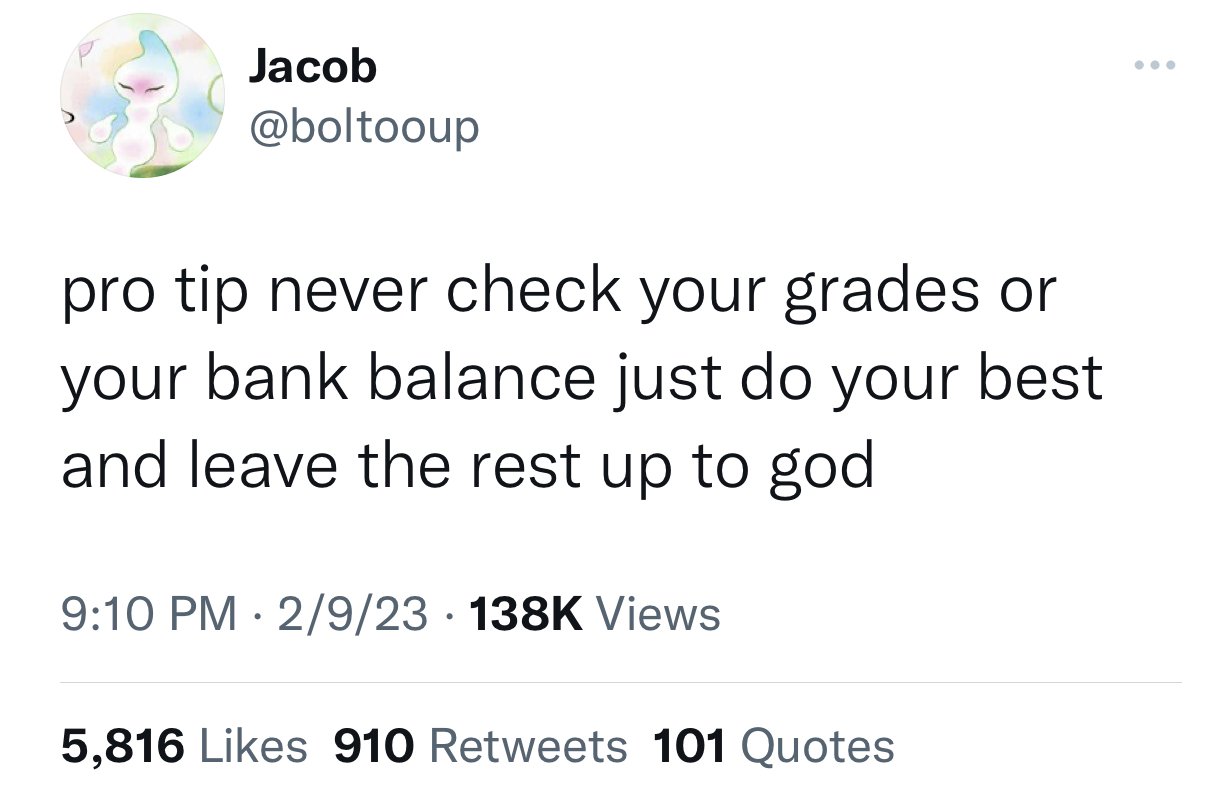 Jacob
@boltooup
pro tip never check your grades or
your bank balance just do your best
and leave the rest up to god
9:10 PM · 2/9/23 · 138K Views
5,816 Likes 910 Retweets 101 Quotes